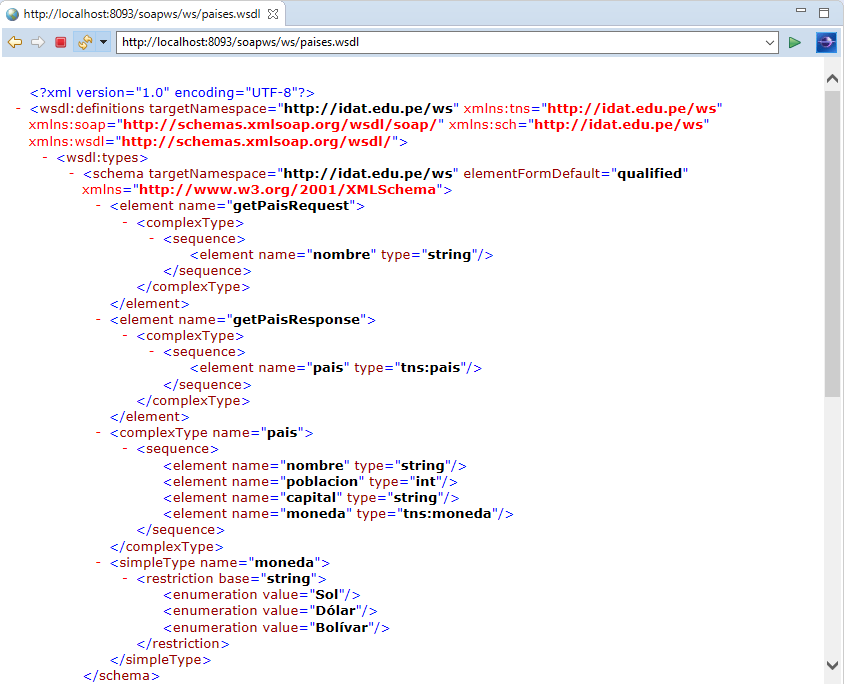 http://localhost:8093/soapws/ws/paises.wsdl
http://localhost:8093/soapws/ws/paises.wsdl
<?xml version="1.0" encoding="UTF-8"?>
- <wsdl:definitions targetNamespace="http://idat.edu.pe/ws" xmlns:tns="http://idat.edu.pe/ws"
xmlns:soap="http://schemas.xmlsoap.org/wsdl/soap/" xmlns:sch="http://idat.edu.pe/ws"
xmlns:wsdl="http://schemas.xmlsoap.org/wsdl/">
- <wsdl:types>
- <schema targetNamespace="http://idat.edu.pe/ws" elementFormDefault="qualified"
xmlns="http://www.w3.org/2001/XMLSchema">
- <element name="getPaisRequest">
- <complexType>
- <sequence>
<element name="nombre" type="string"/>
</sequence>
</complexType>
</element>
- <element name="getPaisResponse">
- <complexType>
- <sequence>
<element name="pais" type="tns:pais"/>
</sequence>
</complexType>
</element>
- <complexType name="pais">
- <sequence>
<element name="nombre" type="string"/>
<element name="poblacion" type="int"/>
<element name="capital" type="string"/>
<element name="moneda" type="tns:moneda"/>
</sequence>
</complexType>
- <simpleType name="moneda">
- <restriction base="string">
<enumeration value="Sol"/>
<enumeration value="Dólar"/>
<enumeration value="Bolívar"/>
</restriction>
</simpleType>
</schema>